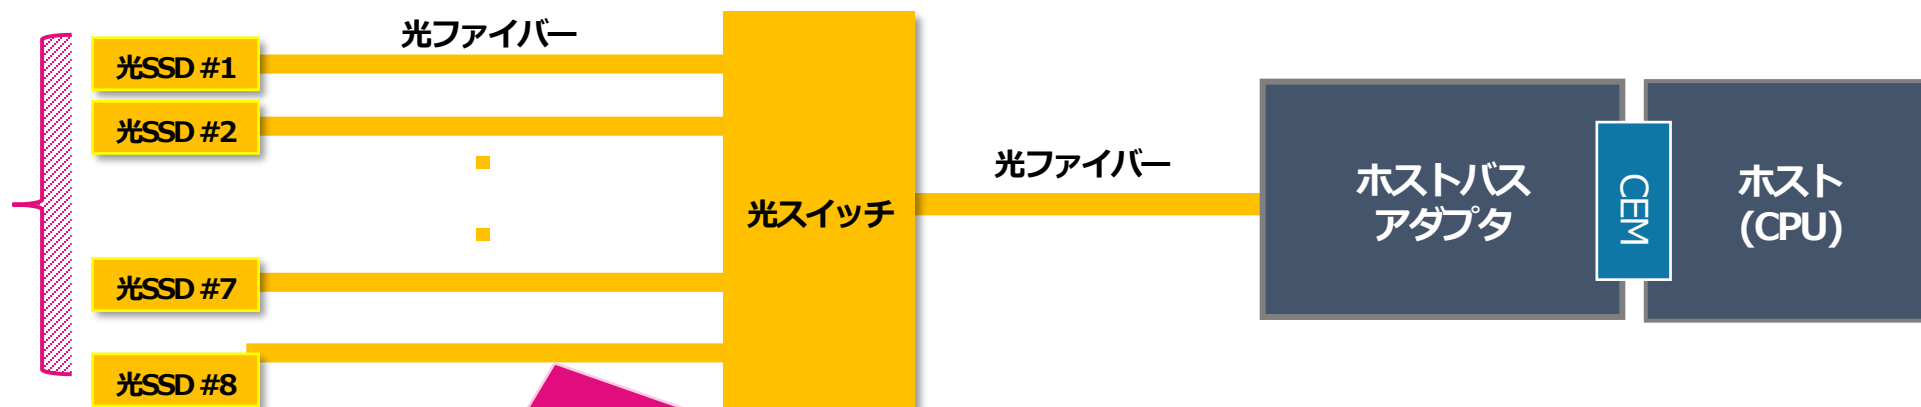 光ファイバー
光SSD #1
光SSD #2
光SSD #7
光SSD #8
光スイッチ
光ファイバー
ホストバス
アダプタ
CEM
ホスト
(CPU)